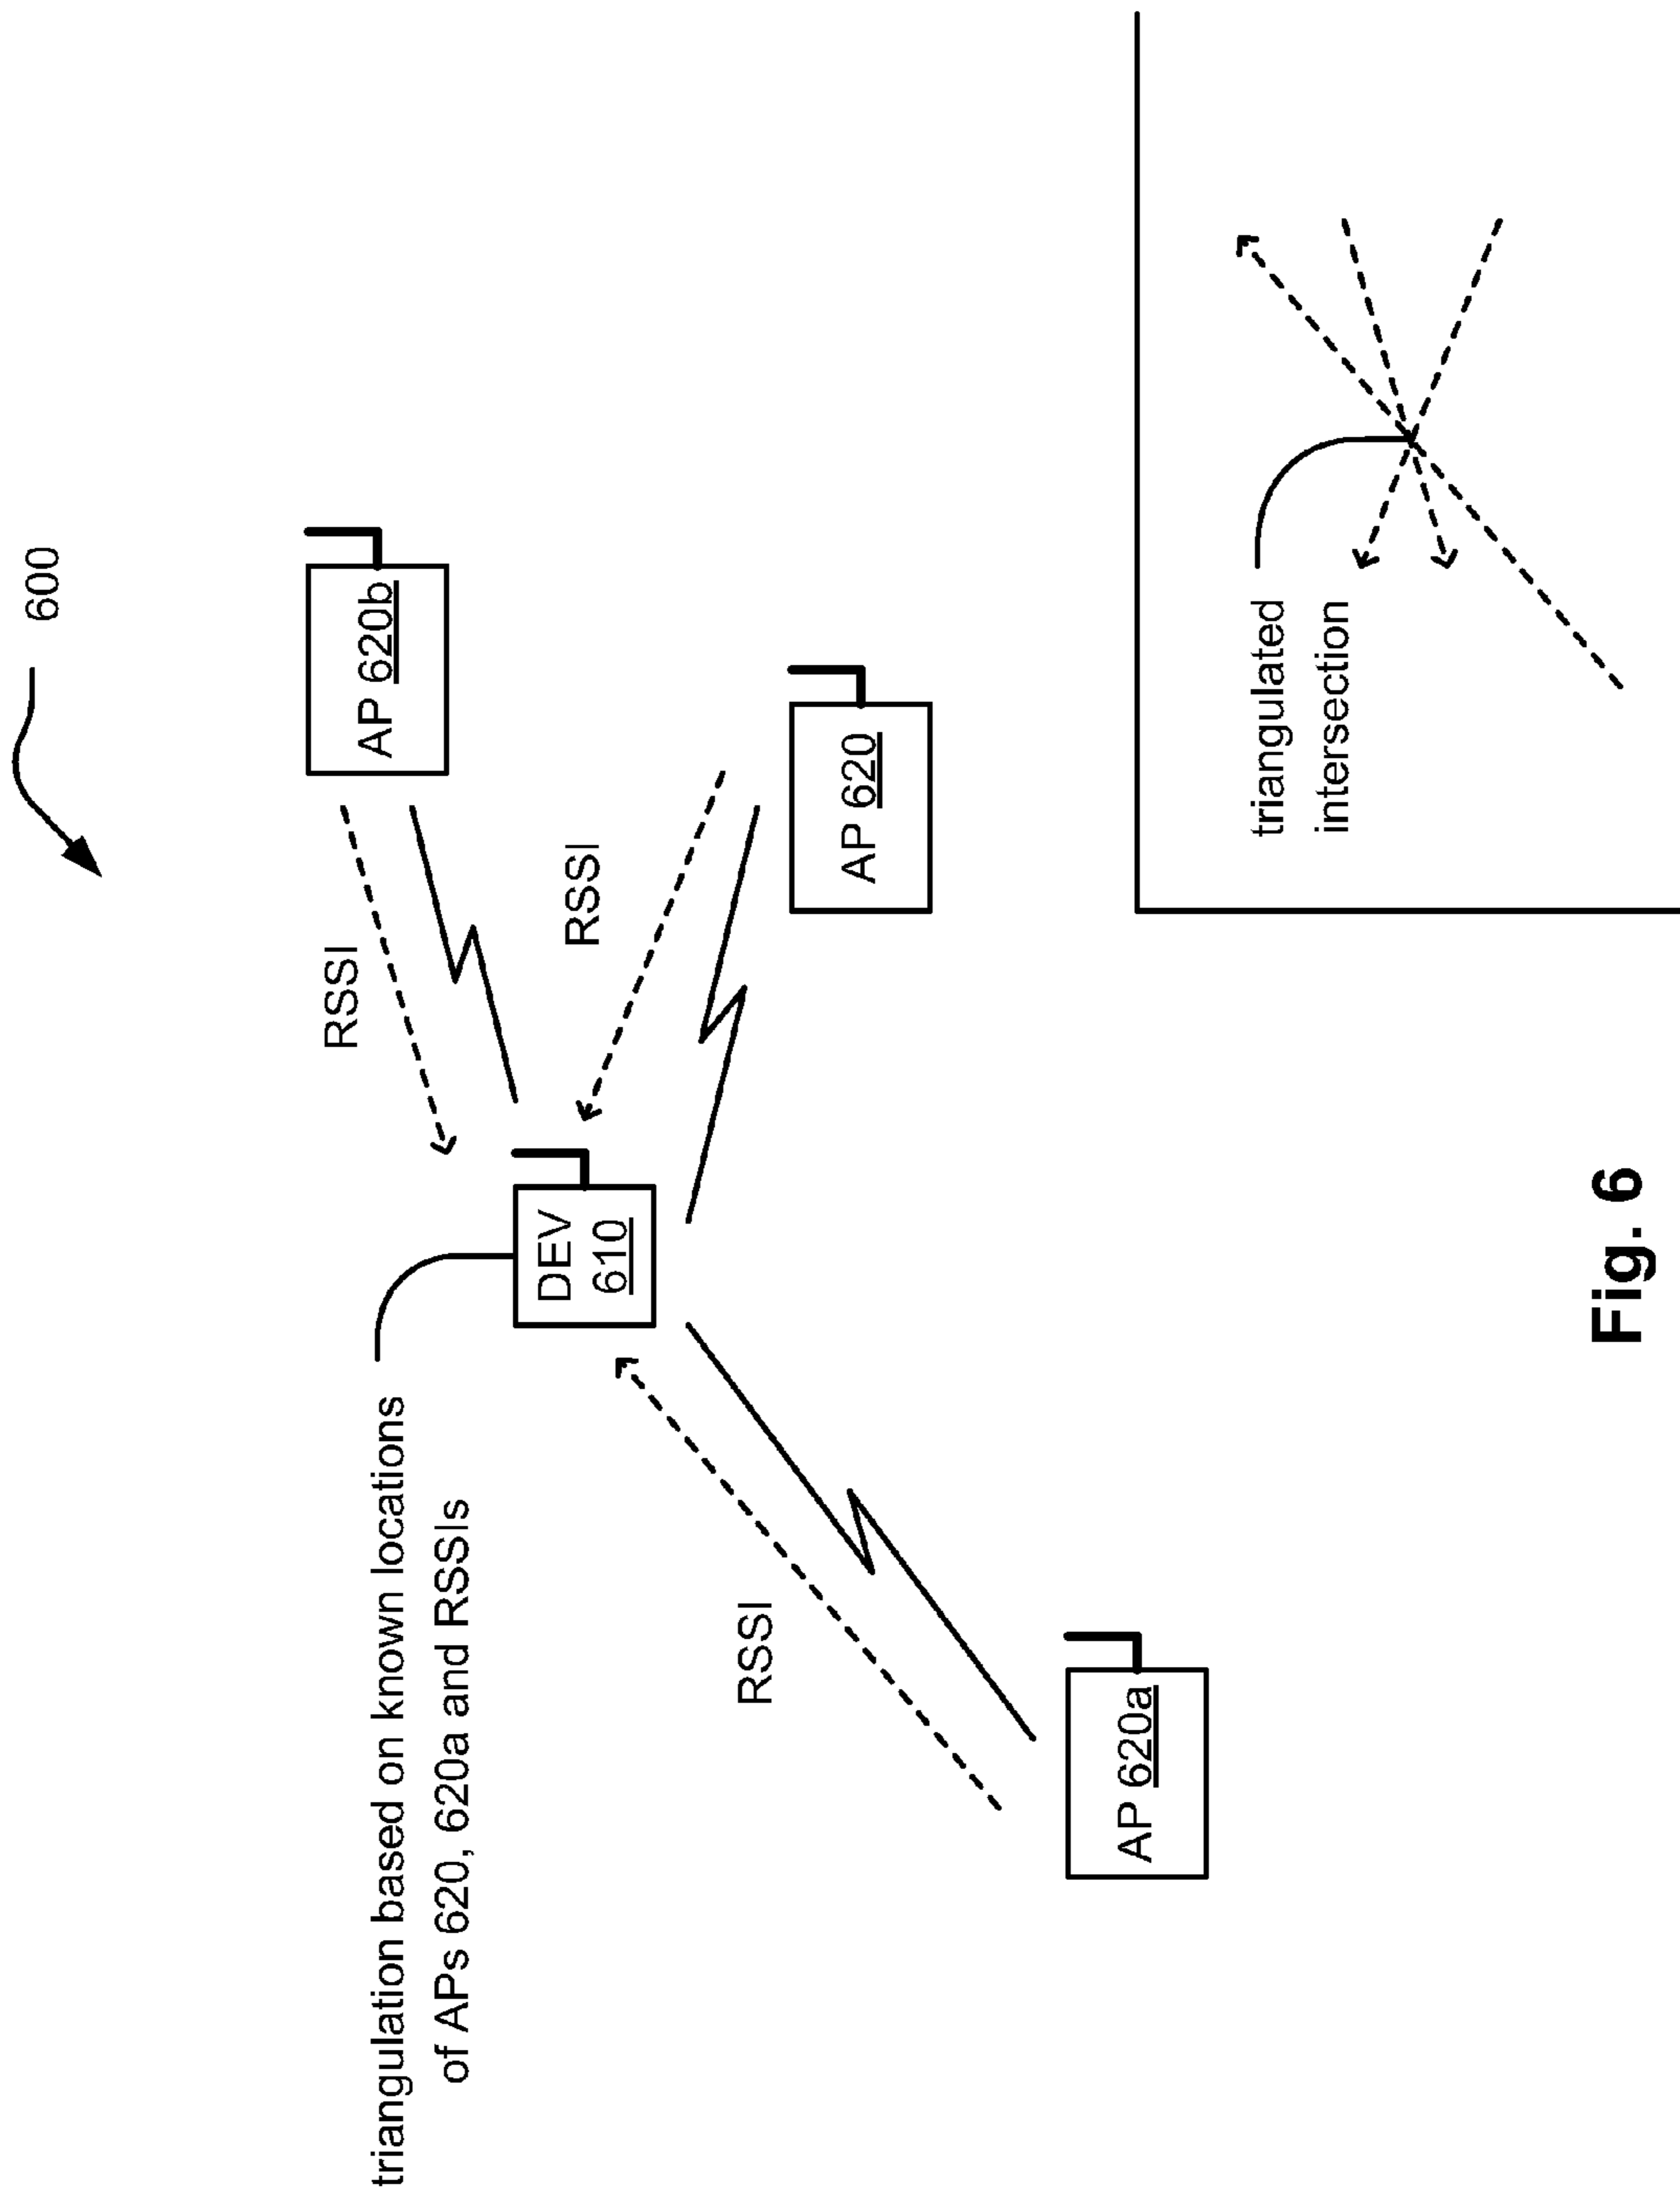 600
triangulation based on known locations
of APs 620, 620a and RSSIs
RSSI
AP 620b
DEV
610
RSSI
AP 620
RSSI
AP 620a
triangulated
intersection
Fig. 6